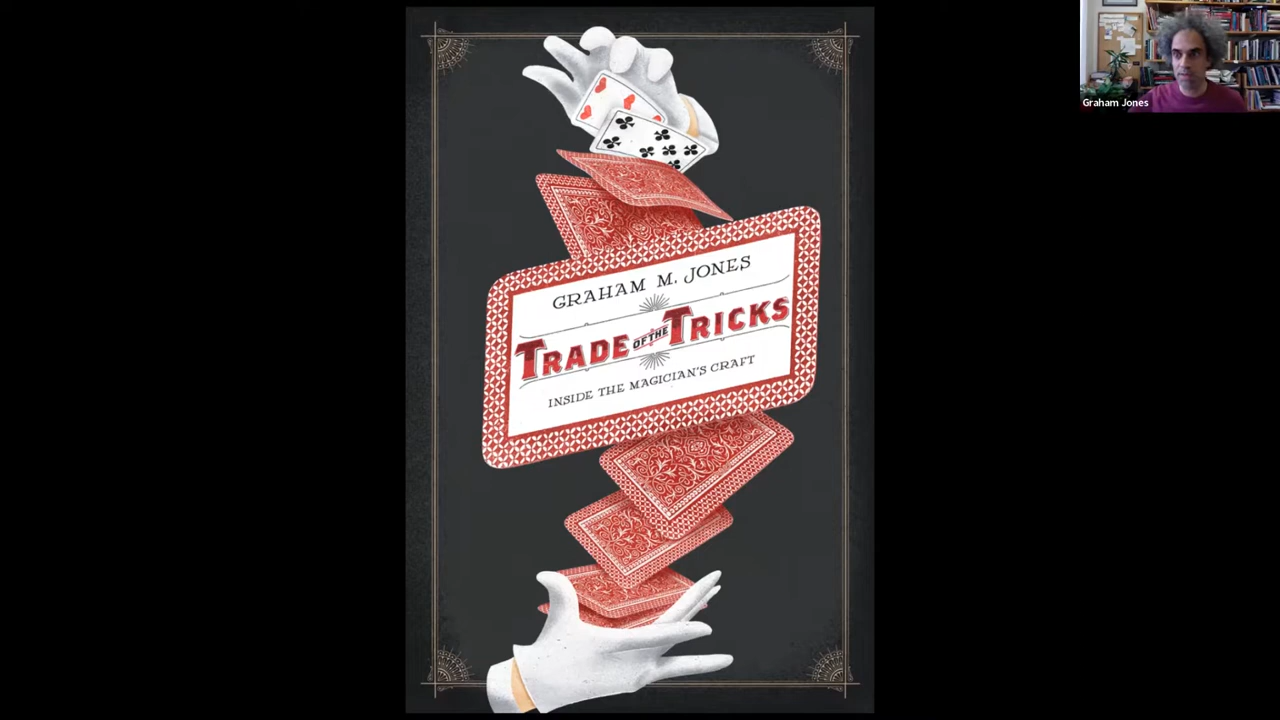 GRAHAM M. JONES
TRADE OF THE TRICKS
INSIDE THE MAGICIAN'S CRAFT
Graham Jones